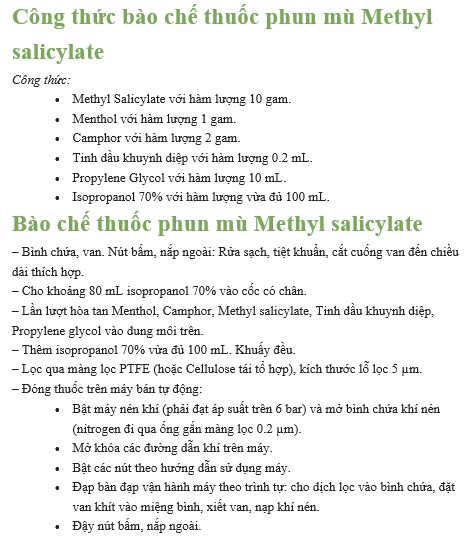 Công thức bào chế thuốc phun mù Methyl
salicylate
Công thức:
• Methyl Salicylate với hàm lượng 10 gam.
• Menthol với hàm lượng 1 gam.
• Camphor với hàm lượng 2 gam.
• Tinh dầu khuynh diệp với hàm lượng 0.2 mL.
• Propylene Glycol với hàm lượng 10 mL.
• Isopropanol 70% với hàm lượng vừa đủ 100 mL.
Bào chế thuốc phun mù Methyl salicylate
– Bình chứa, van. Nút bấm, nắp ngoài: Rửa sạch, tiệt khuẩn, cắt cuống van đến chiều
dài thích hợp.
– Cho khoảng 80 mL isopropanol 70% vào cốc có chân.
– Lần lượt hòa tan Menthol, Camphor, Methyl salicylate, Tinh dầu khuynh diệp,
Propylene glycol vào dung môi trên.
– Thêm isopropanol 70% vừa đủ 100 mL. Khuấy đều.
– Lọc qua màng lọc PTFE (hoặc Cellulose tái tổ hợp), kích thước lỗ lọc 5 µm.
– Đóng thuốc trên máy bán tự động:
• Bật máy nén khí (phải đạt áp suất trên 6 bar) và mở bình chứa khí nén
(nitrogen đi qua ống gắn màng lọc 0.2 µm).
• Mở khóa các đường dẫn khí trên máy.
• Bật các nút theo hướng dẫn sử dụng máy.
• Đạp bàn đạp vận hành máy theo trình tự: cho dịch lọc vào bình chứa, đặt
van khít vào miệng bình, xiết van, nạp khí nén.
• Đậy nút bấm, nắp ngoài.